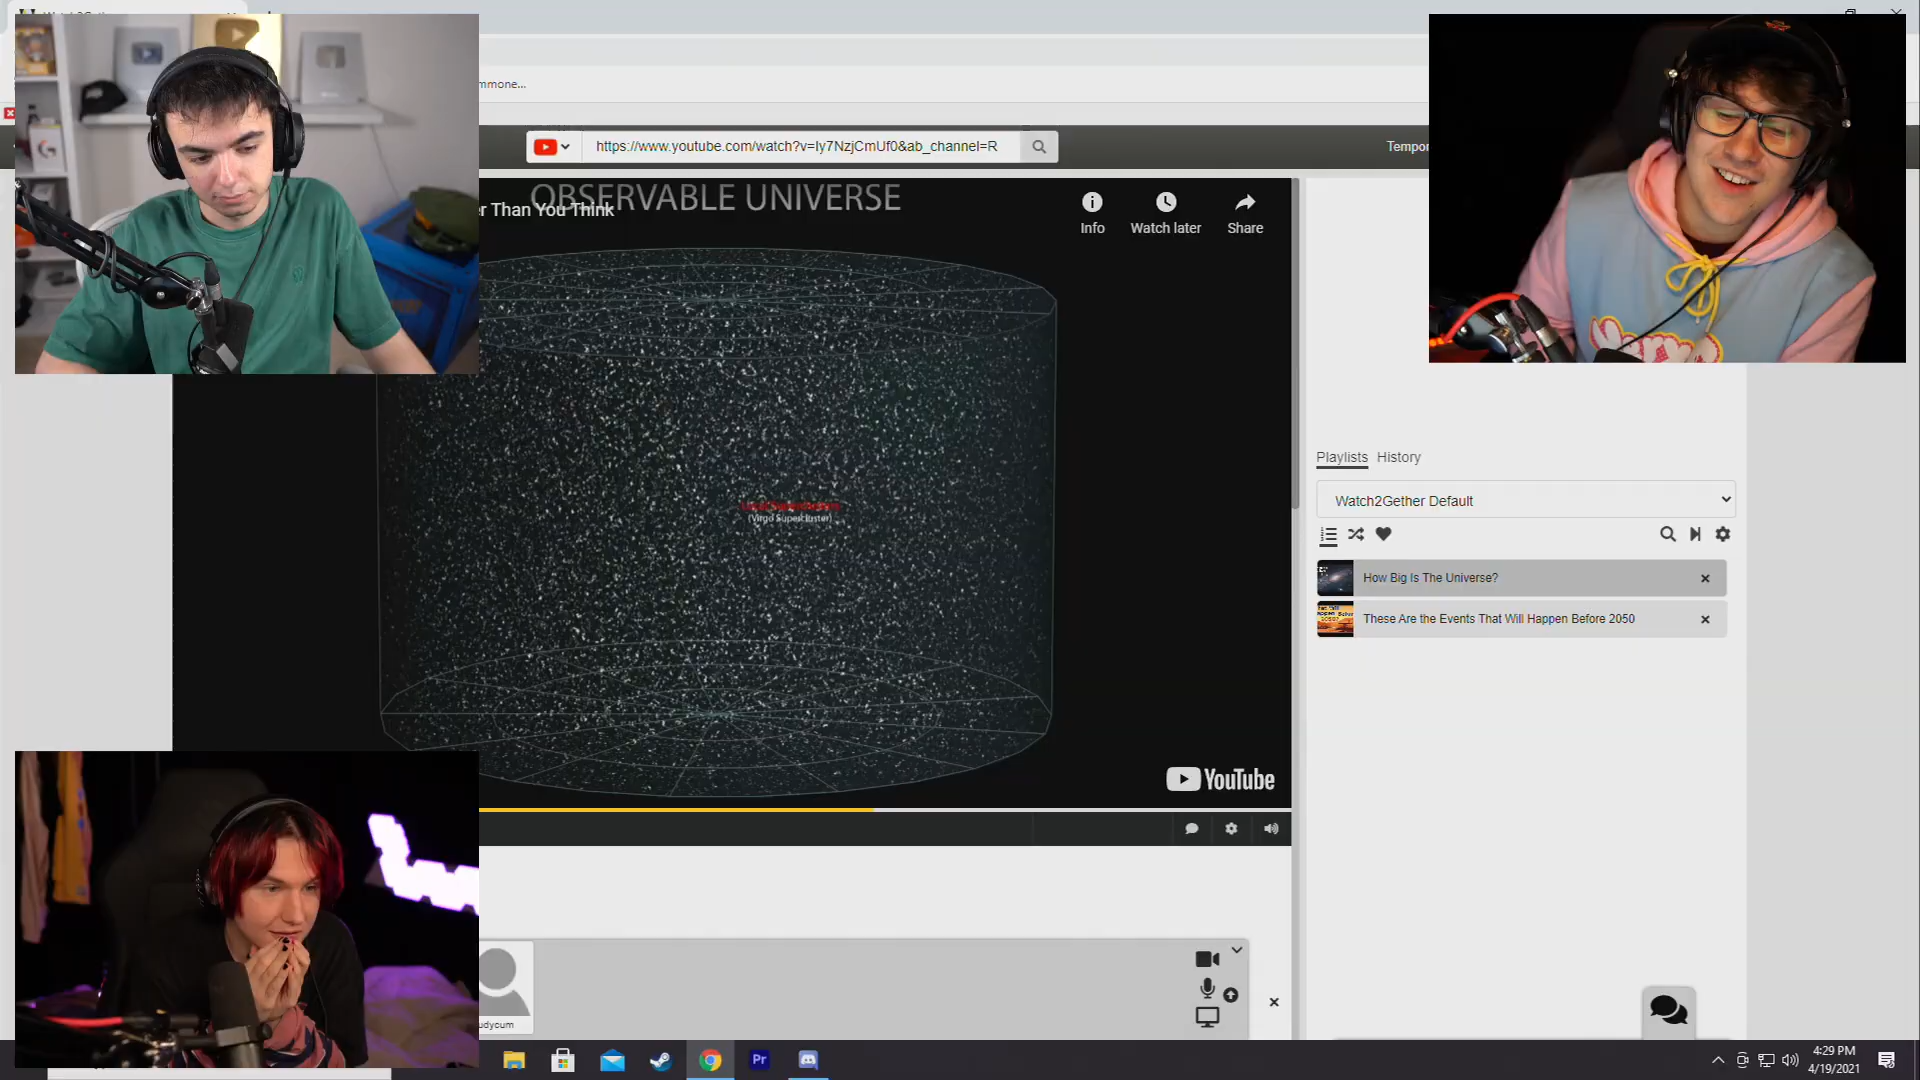 mmone...
https://www.youtube.com/watch?v=Iy7NzjCmUf0&ab_channel=R
Tempor
OBSERVABLE UNIVERSE
er Than You Think
Info
Watch later
Share
(Virgo Supercluster)
Playlists
History
Watch2Gether Default
How Big Is The Universe?
These Are the Events That Will Happen Before 2050
YouTube
udycum
Pr
4:29 PM
4/19/2021